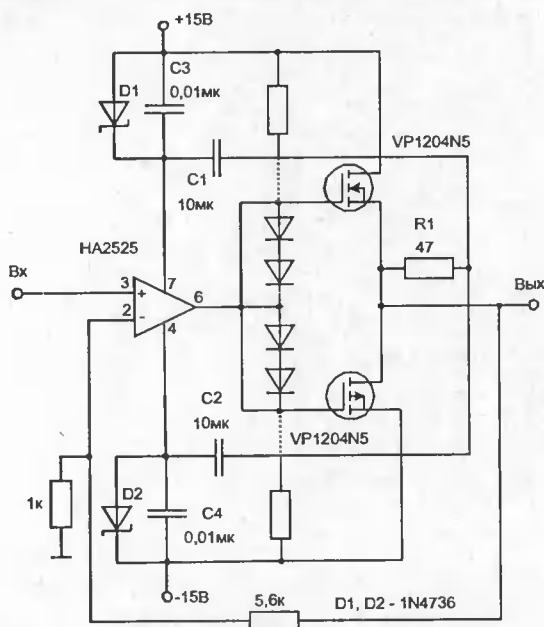 +15В
C3
D1
0,01мк
VP1204N5
C1
10мк
R1
47
HA2525
Вх
3
+
7
6
2
-
4
Вых
C2
10мк
VP1204N5
1к
D2
C4
0,01мк
-15В
5,6к
D1, D2 - 1N4736